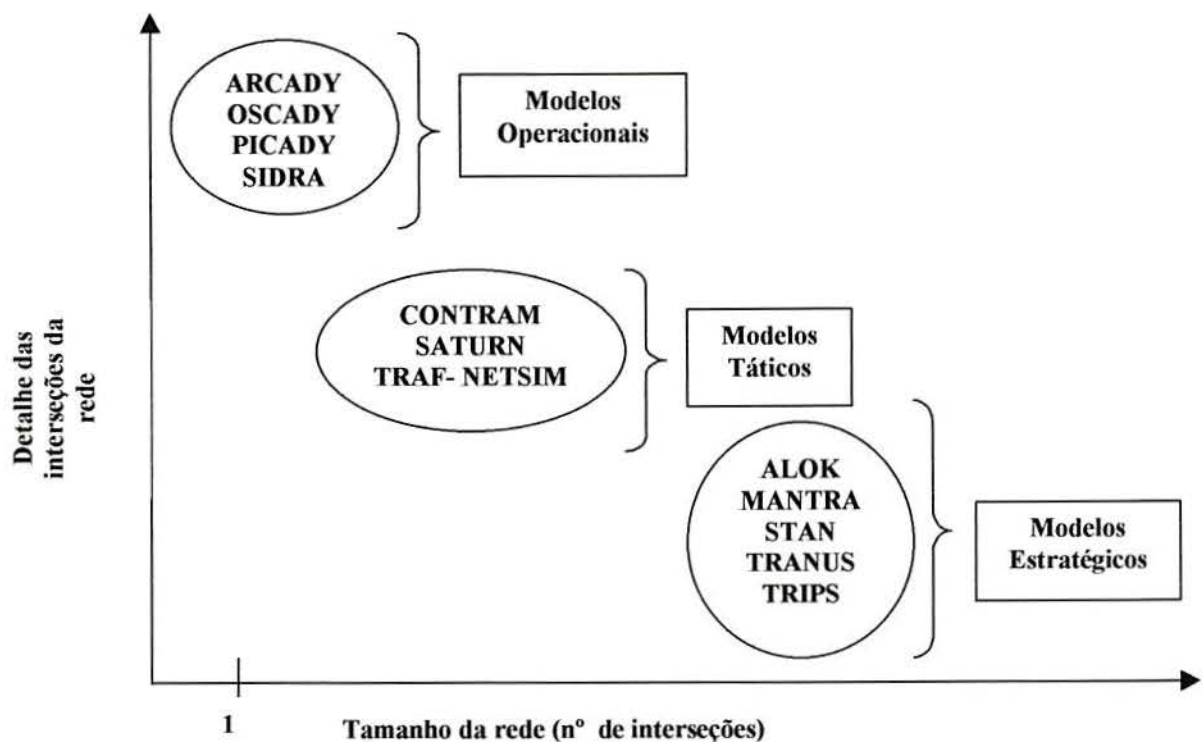 ARCADY
OSCADY
PICADY
SIDRA
Modelos
Operacionais
CONTRAM
SATURN
TRAF- NETSIM
Modelos
Táticos
ALOK
MANTRA
STAN
TRANUS
TRIPS
Modelos
Estratégicos
Detalhe das
interseções da
rede
1
Tamanho da rede (nº de interseções)